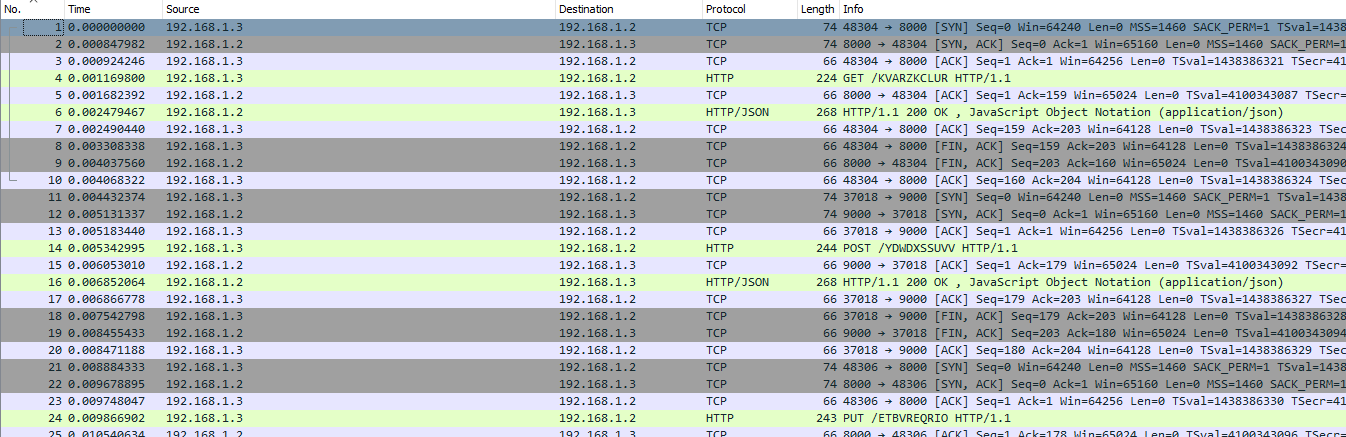 No. Time Source Destination Protocol Length Info
1 0.000000000 192.168.1.3 192.168.1.2 TCP 74 48304 → 8000 [SYN] Seq=0 Win=64240 Len=0 MSS=1460 SACK_PERM=1 TSval=1438
2 0.000847982 192.168.1.2 192.168.1.3 TCP 74 8000 → 48304 [SYN, ACK] Seq=0 Ack=1 Win=65160 Len=0 MSS=1460 SACK_PERM=
3 0.000924246 192.168.1.3 192.168.1.2 TCP 66 48304 → 8000 [ACK] Seq=1 Ack=1 Win=64256 Len=0 TSval=1438386321 TSecr=41
4 0.001169800 192.168.1.3 192.168.1.2 HTTP 224 GET /KVARZKCLUR HTTP/1.1
5 0.001682392 192.168.1.2 192.168.1.3 TCP 66 8000 → 48304 [ACK] Seq=1 Ack=159 Win=65024 Len=0 TSval=4100343087 TSecr=
6 0.002479467 192.168.1.2 192.168.1.3 HTTP/JSON 268 HTTP/1.1 200 OK , JavaScript Object Notation (application/json)
7 0.002490440 192.168.1.3 192.168.1.2 TCP 66 48304 → 8000 [ACK] Seq=159 Ack=203 Win=64128 Len=0 TSval=1438386323 TSe
8 0.003308338 192.168.1.3 192.168.1.2 TCP 66 48304 → 8000 [FIN, ACK] Seq=159 Ack=203 Win=64128 Len=0 TSval=1438386324
9 0.004037560 192.168.1.2 192.168.1.3 TCP 66 8000 → 48304 [FIN, ACK] Seq=203 Ack=160 Win=65024 Len=0 TSval=4100343090
10 0.004068322 192.168.1.3 192.168.1.2 TCP 66 48304 → 8000 [ACK] Seq=160 Ack=204 Win=64128 Len=0 TSval=1438386324 TSec
11 0.004432374 192.168.1.3 192.168.1.2 TCP 74 37018 → 9000 [SYN] Seq=0 Win=64240 Len=0 MSS=1460 SACK_PERM=1 TSval=1438
12 0.005131337 192.168.1.2 192.168.1.3 TCP 74 9000 → 37018 [SYN, ACK] Seq=0 Ack=1 Win=65160 Len=0 MSS=1460 SACK_PERM=
13 0.005183440 192.168.1.3 192.168.1.2 TCP 66 37018 → 9000 [ACK] Seq=1 Ack=1 Win=64256 Len=0 TSval=1438386326 TSecr=41
14 0.005342995 192.168.1.3 192.168.1.2 HTTP 244 POST /YDWDXSSUVV HTTP/1.1
15 0.006053010 192.168.1.2 192.168.1.3 TCP 66 9000 → 37018 [ACK] Seq=1 Ack=179 Win=65024 Len=0 TSval=4100343092 TSecr=
16 0.006852064 192.168.1.2 192.168.1.3 HTTP/JSON 268 HTTP/1.1 200 OK , JavaScript Object Notation (application/json)
17 0.006866778 192.168.1.3 192.168.1.2 TCP 66 37018 → 9000 [ACK] Seq=179 Ack=203 Win=64128 Len=0 TSval=1438386327 TSec
18 0.007542798 192.168.1.3 192.168.1.2 TCP 66 37018 → 9000 [FIN, ACK] Seq=179 Ack=203 Win=64128 Len=0 TSval=1438386328
19 0.008455433 192.168.1.2 192.168.1.3 TCP 66 9000 → 37018 [FIN, ACK] Seq=203 Ack=180 Win=65024 Len=0 TSval=4100343094
20 0.008471188 192.168.1.3 192.168.1.2 TCP 66 37018 → 9000 [ACK] Seq=180 Ack=204 Win=64128 Len=0 TSval=1438386329 TSec
21 0.008884333 192.168.1.3 192.168.1.2 TCP 74 48306 → 8000 [SYN] Seq=0 Win=64240 Len=0 MSS=1460 SACK_PERM=1 TSval=1438
22 0.009678895 192.168.1.2 192.168.1.3 TCP 74 8000 → 48306 [SYN, ACK] Seq=0 Ack=1 Win=65160 Len=0 MSS=1460 SACK_PERM=
23 0.009748047 192.168.1.3 192.168.1.2 TCP 66 48306 → 8000 [ACK] Seq=1 Ack=1 Win=64256 Len=0 TSval=1438386330 TSecr=41
24 0.009866902 192.168.1.3 192.168.1.2 HTTP 243 PUT /ETBVREQRIO HTTP/1.1
25 0.010540634 192.168.1.2 192.168.1.3 TCP 66 8000 → 48306 [ACK] Seq=1 Ack=178 Win=65024 Len=0 TSval=4100343096 TSecr=